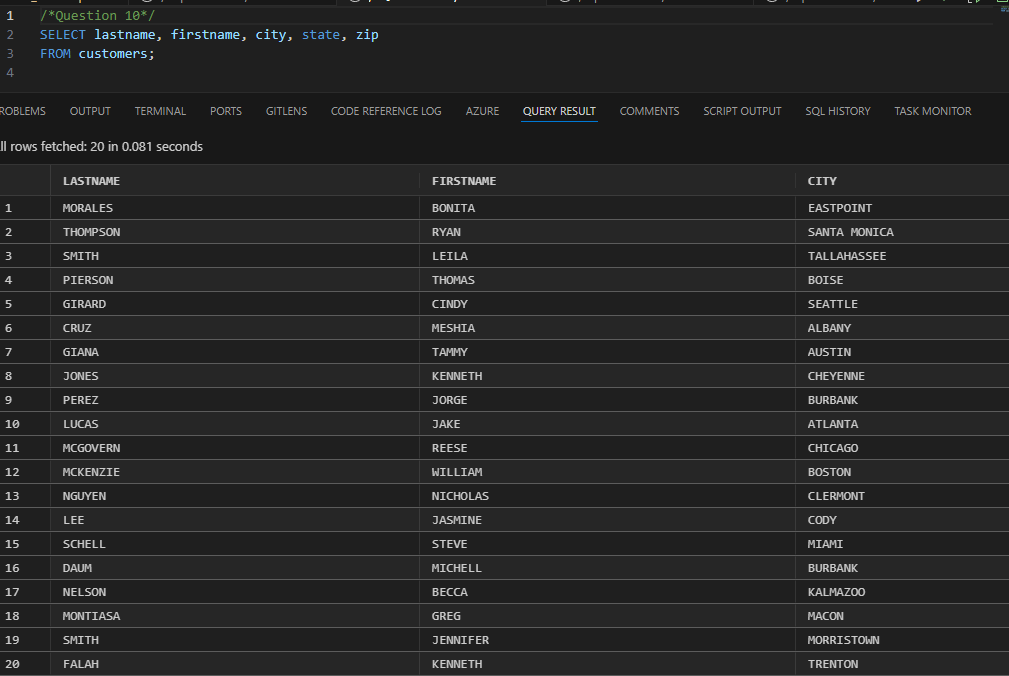 1 /*Question 10*/
2 SELECT lastname, firstname, city, state, zip
3 FROM customers;
4
ROBLEMS OUTPUT TERMINAL PORTS GITLENS CODE REFERENCE LOG AZURE QUERY RESULT COMMENTS SCRIPT OUTPUT SQL HISTORY TASK MONITOR
ll rows fetched: 20 in 0.081 seconds
LASTNAME FIRSTNAME CITY
1 MORALES BONITA EASTPOINT
2 THOMPSON RYAN SANTA MONICA
3 SMITH LEILA TALLAHASSEE
4 PIERSON THOMAS BOISE
5 GIRARD CINDY SEATTLE
6 CRUZ MESHIA ALBANY
7 GIANA TAMMY AUSTIN
8 JONES KENNETH CHEYENNE
9 PEREZ JORGE BURBANK
10 LUCAS JAKE ATLANTA
11 MCGOVERN REESE CHICAGO
12 MCKENZIE WILLIAM BOSTON
13 NGUYEN NICHOLAS CLERMONT
14 LEE JASMINE CODY
15 SCHELL STEVE MIAMI
16 DAUM MICHELL BURBANK
17 NELSON BECCA KALMAZOO
18 MONTIASA GREG MACON
19 SMITH JENNIFER MORRISTOWN
20 FALAH KENNETH TRENTON